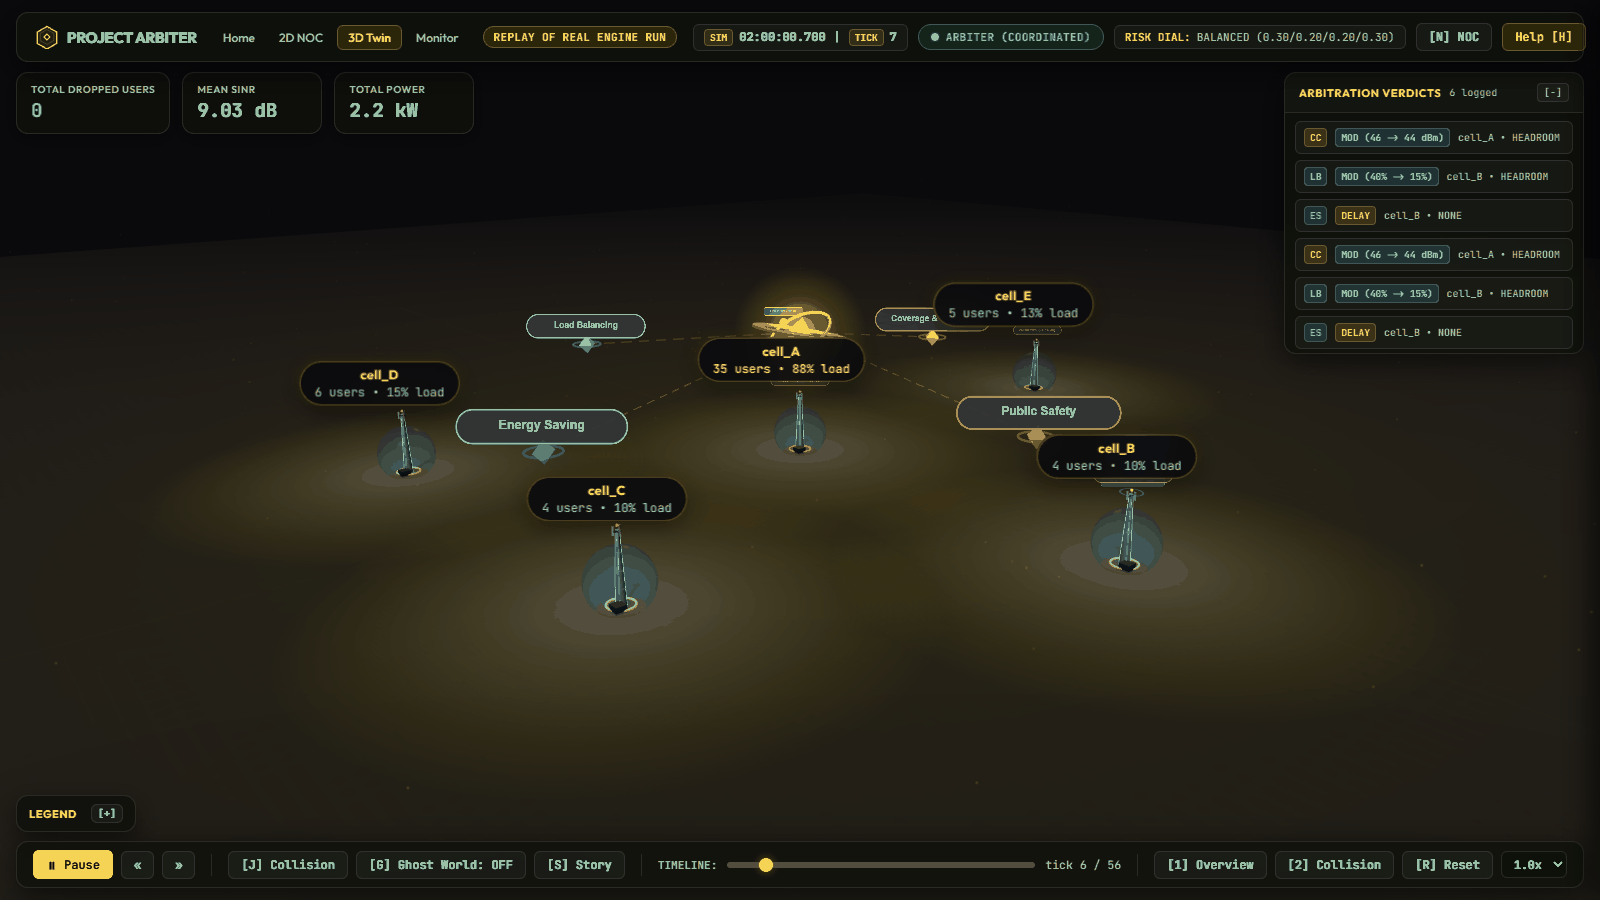 PROJECT ARBITER
Home
2D NOC
3D Twin
Monitor
REPLAY OF REAL ENGINE RUN
SIM 02:00:00.700 | TICK 7
ARBITER (COORDINATED)
RISK DIAL: BALANCED (0.30/0.20/0.20/0.30)
[N] NOC
Help [H]
TOTAL DROPPED USERS
0
MEAN SINR
9.03 dB
TOTAL POWER
2.2 kW
ARBITRATION VERDICTS 6 logged [-]
CC MOD (46 → 44 dBm) cell_A • HEADROOM
LB MOD (40% → 15%) cell_B • HEADROOM
ES DELAY cell_B • NONE
CC MOD (46 → 44 dBm) cell_A • HEADROOM
LB MOD (40% → 15%) cell_B • HEADROOM
ES DELAY cell_B • NONE
cell_E
5 users • 13% load
Load Balancing
Coverage &
cell_A
35 users • 88% load
cell_D
6 users • 15% load
Energy Saving
Public Safety
cell_B
4 users • 10% load
cell_C
4 users • 10% load
LEGEND [+]
Pause
«
»
[J] Collision
[G] Ghost World: OFF
[S] Story
TIMELINE:
tick 6 / 56
[1] Overview
[2] Collision
[R] Reset
1.0x